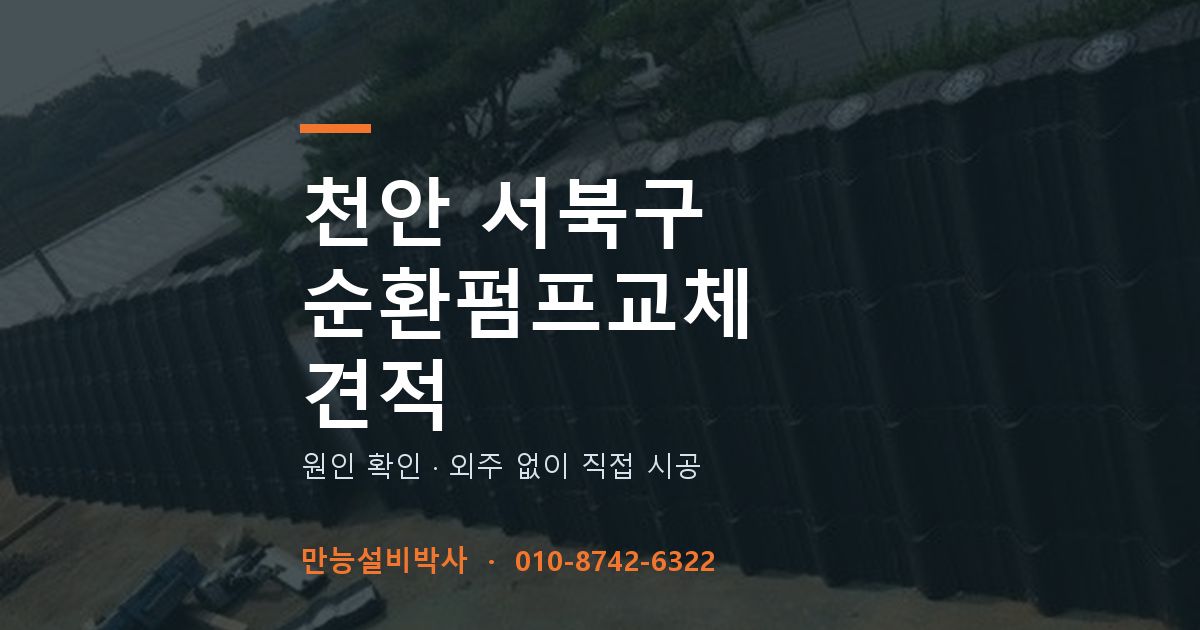 천안 서북구
순환펌프교체
견적
원인 확인 · 외주 없이 직접 시공
만능설비박사 · 010-8742-6322